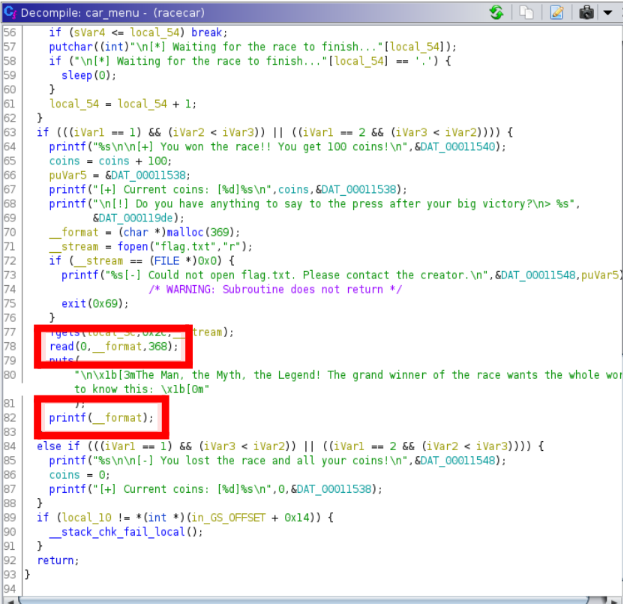 Decompile: car_menu - (racecar)
56 if (sVar4 <= local_54) break;
57 putchar((int)"\n[*] Waiting for the race to finish..."[local_54]);
58 if ("\n[*] Waiting for the race to finish..."[local_54] == '.') {
59 sleep(0);
60 }
61 local_54 = local_54 + 1;
62 }
63 if (((iVar1 == 1) && (iVar2 < iVar3)) || ((iVar1 == 2 && (iVar3 < iVar2)))) {
64 printf("%s\n\n[+] You won the race!! You get 100 coins!\n",&DAT_00011540);
65 coins = coins + 100;
66 puVar5 = &DAT_00011538;
67 printf("[+] Current coins: [%d]%s\n",coins,&DAT_00011538);
68 printf("\n[!] Do you have anything to say to the press after your big victory?\n> %s",
69 &DAT_000119de);
70 __format = (char *)malloc(369);
71 __stream = fopen("flag.txt","r");
72 if (__stream == (FILE *)0x0) {
73 printf("%s[-] Could not open flag.txt. Please contact the creator.\n",&DAT_00011548,puVar5)
74 /* WARNING: Subroutine does not return */
75 exit(0x69);
76 }
77 stream);
78 read(0,__format,368);
79 puts(
80 "\n\x1b[3mThe Man, the Myth, the Legend! The grand winner of the race wants the whole wor
to know this: \x1b[0m"
81 );
82 printf(__format);
83
84 else if (((iVar1 == 1) && (iVar3 < iVar2)) || ((iVar1 == 2 && (iVar2 < iVar3)))) {
85 printf("%s\n\n[-] You lost the race and all your coins!\n",&DAT_00011548);
86 coins = 0;
87 printf("[+] Current coins: [%d]%s\n",0,&DAT_00011538);
88 }
89 if (local_10 != *(int *)(in_GS_OFFSET + 0x14)) {
90 __stack_chk_fail_local();
91 }
92 return;
93 }
94